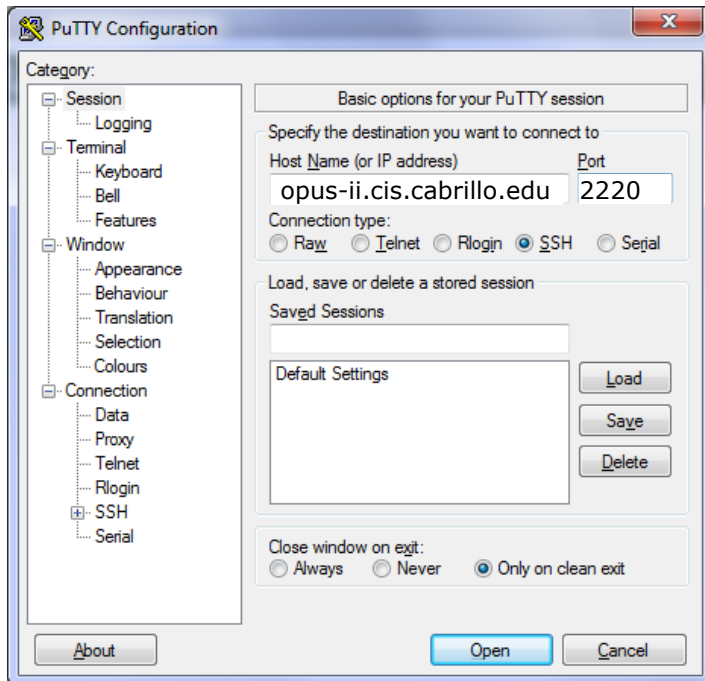 PuTTY Configuration
Category:
Session
Logging
Terminal
Keyboard
Bell
Features
Window
Appearance
Behaviour
Translation
Selection
Colours
Connection
Data
Proxy
Telnet
Rlogin
SSH
Serial
Basic options for your PuTTY session
Specify the destination you want to connect to
Host Name (or IP address) Port
opus-ii.cis.cabrillo.edu 2220
Connection type:
Raw Telnet Rlogin SSH Serial
Load, save or delete a stored session
Saved Sessions
Default Settings
Load
Save
Delete
Close window on exit:
Always Never Only on clean exit
About Open Cancel